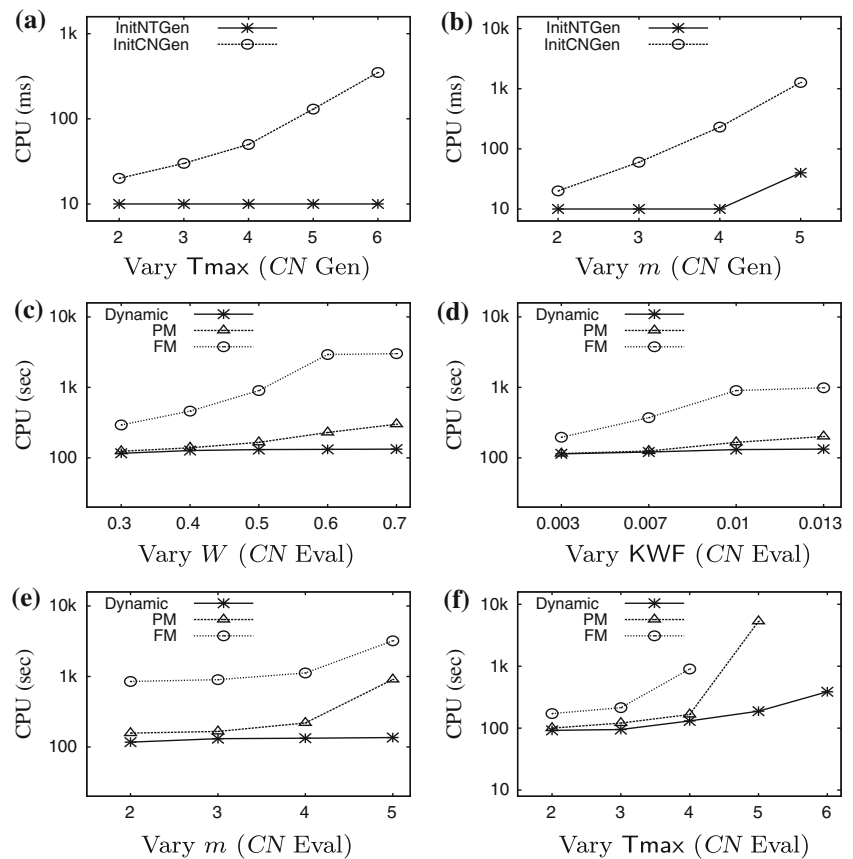 (a)
InitNTGen
InitCNGen
1k
100
10
CPU (ms)
2 3 4 5 6
Vary Tmax (CN Gen)
(b)
InitNTGen
InitCNGen
10k
1k
100
10
CPU (ms)
2 3 4 5
Vary m (CN Gen)
(c)
Dynamic
PM
FM
10k
1k
100
CPU (sec)
0.3 0.4 0.5 0.6 0.7
Vary W (CN Eval)
(d)
Dynamic
PM
FM
10k
1k
100
CPU (sec)
0.003 0.007 0.01 0.013
Vary KWF (CN Eval)
(e)
Dynamic
PM
FM
10k
1k
100
CPU (sec)
2 3 4 5
Vary m (CN Eval)
(f)
Dynamic
PM
FM
10k
1k
100
10
CPU (sec)
2 3 4 5 6
Vary Tmax (CN Eval)